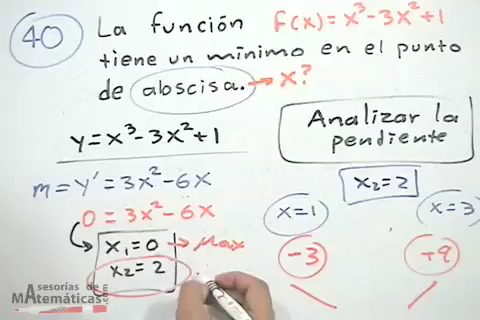 40 La función f(x)=x³-3x²+1
tiene un mínimo en el punto
de abscisa. → x?
y=x³-3x²+1
Analizar la
pendiente
m=y'=3x²-6x
x₂=2
0=3x²-6x
x=1
x=3
x₁=0 → Max
x₂=2
-3
+9
Asesorías de
Matemáticas